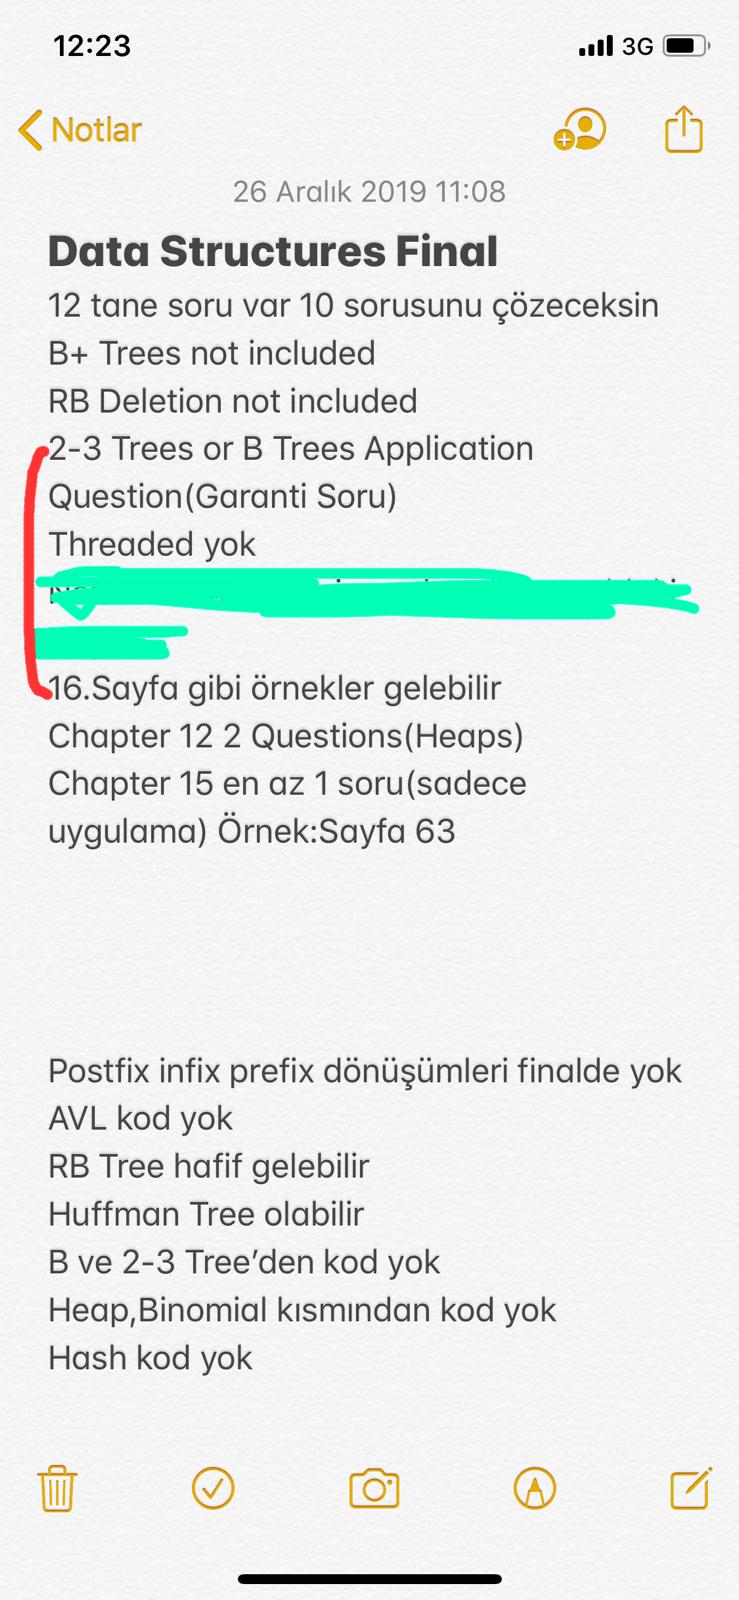 12:23
3G
Notlar
26 Aralık 2019 11:08
Data Structures Final
12 tane soru var 10 sorusunu çözeceksin
B+ Trees not included
RB Deletion not included
2-3 Trees or B Trees Application
Question(Garanti Soru)
Threaded yok
16.Sayfa gibi örnekler gelebilir
Chapter 12 2 Questions(Heaps)
Chapter 15 en az 1 soru(sadece
uygulama) Örnek:Sayfa 63
Postfix infix prefix dönüşümleri finalde yok
AVL kod yok
RB Tree hafif gelebilir
Huffman Tree olabilir
B ve 2-3 Tree’den kod yok
Heap,Binomial kısmından kod yok
Hash kod yok